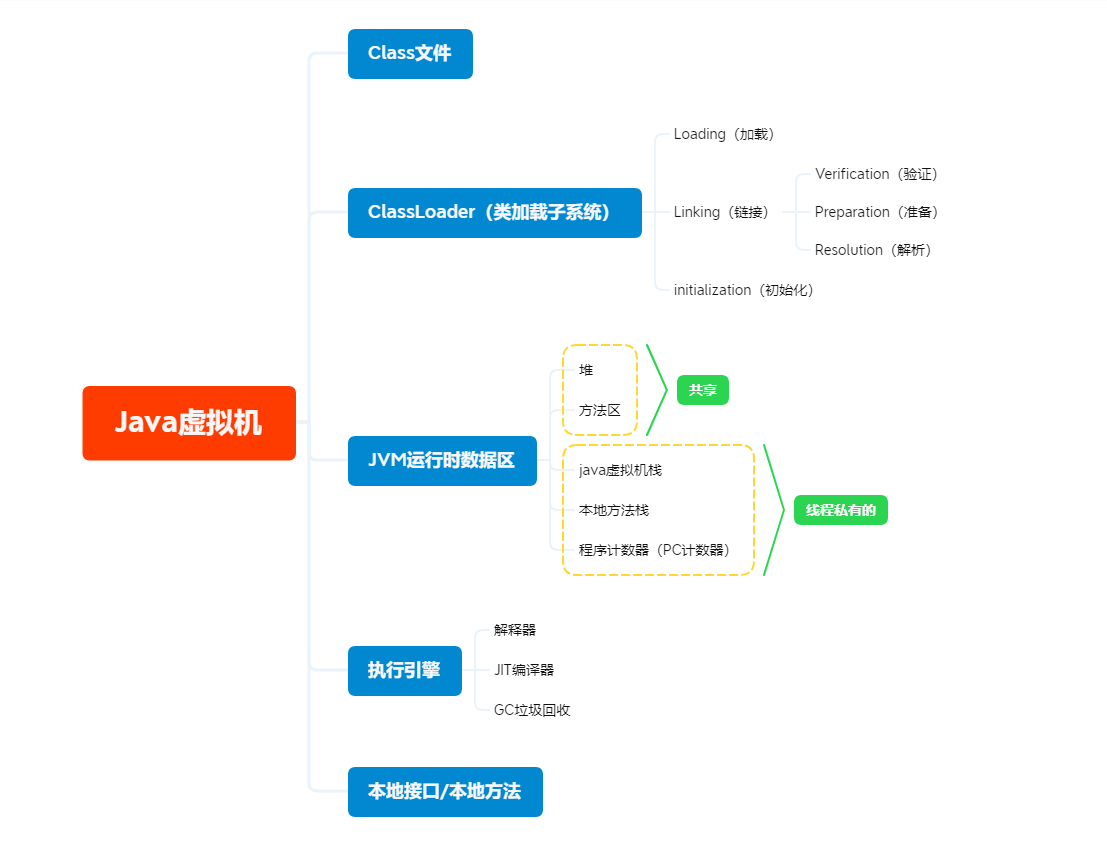 Java虚拟机
Class文件
ClassLoader（类加载子系统）
Loading（加载）
Linking（链接）
Verification（验证）
Preparation（准备）
Resolution（解析）
initialization（初始化）
JVM运行时数据区
堆
方法区
共享
java虚拟机栈
本地方法栈
程序计数器（PC计数器）
线程私有的
执行引擎
解释器
JIT编译器
GC垃圾回收
本地接口/本地方法